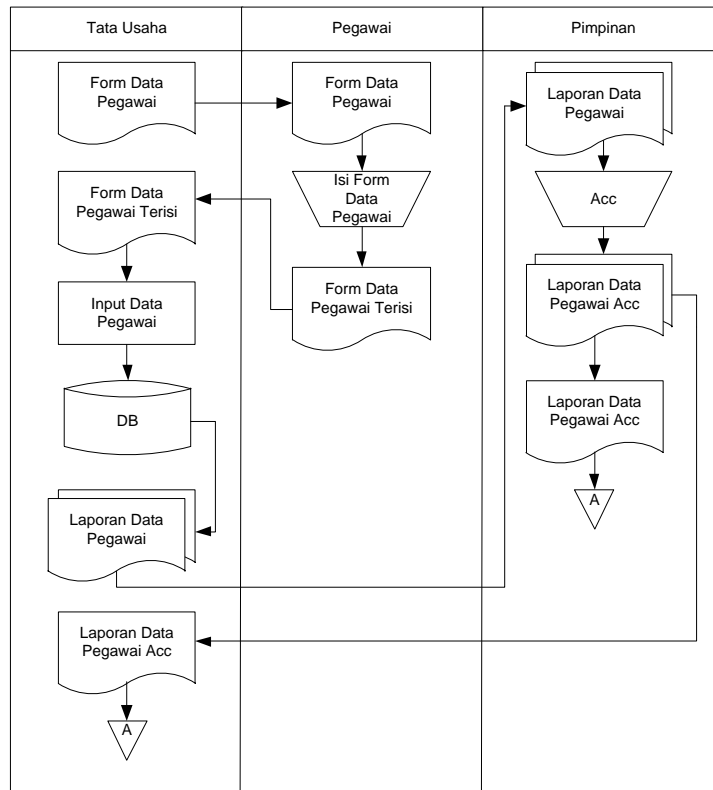 Tata Usaha
Pegawai
Pimpinan
Form Data
Pegawai
Form Data
Pegawai
Laporan Data
Pegawai
Form Data
Pegawai Terisi
Isi Form
Data
Pegawai
Acc
Input Data
Pegawai
Form Data
Pegawai Terisi
Laporan Data
Pegawai Acc
DB
Laporan Data
Pegawai Acc
Laporan Data
Pegawai
A
Laporan Data
Pegawai Acc
A